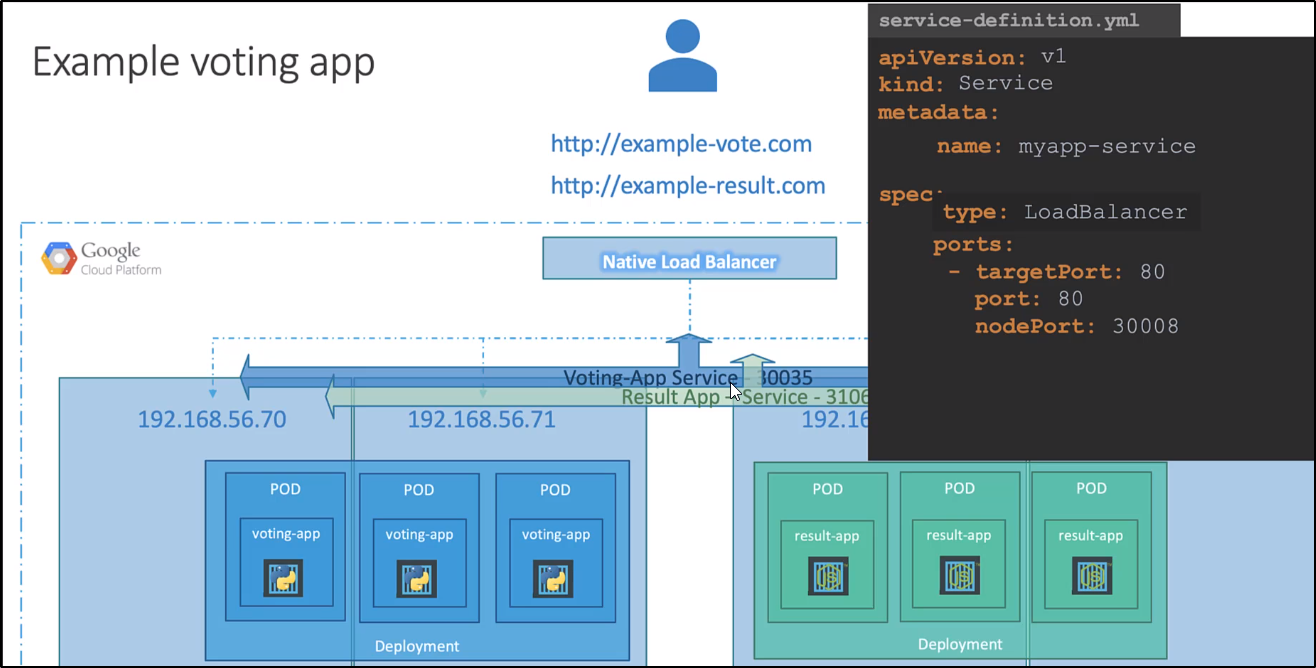 Example voting app
http://example-vote.com
http://example-result.com
Google
Cloud Platform
Native Load Balancer
service-definition.yml
apiVersion: v1
kind: Service
metadata:
name: myapp-service
spec:
type: LoadBalancer
ports:
- targetPort: 80
port: 80
nodePort: 30008
Voting-App Service - 30035
Result App - Service - 3106
192.168.56.70
192.168.56.71
192.16
POD
POD
POD
voting-app
voting-app
voting-app
Deployment
POD
POD
POD
result-app
result-app
result-app
Deployment